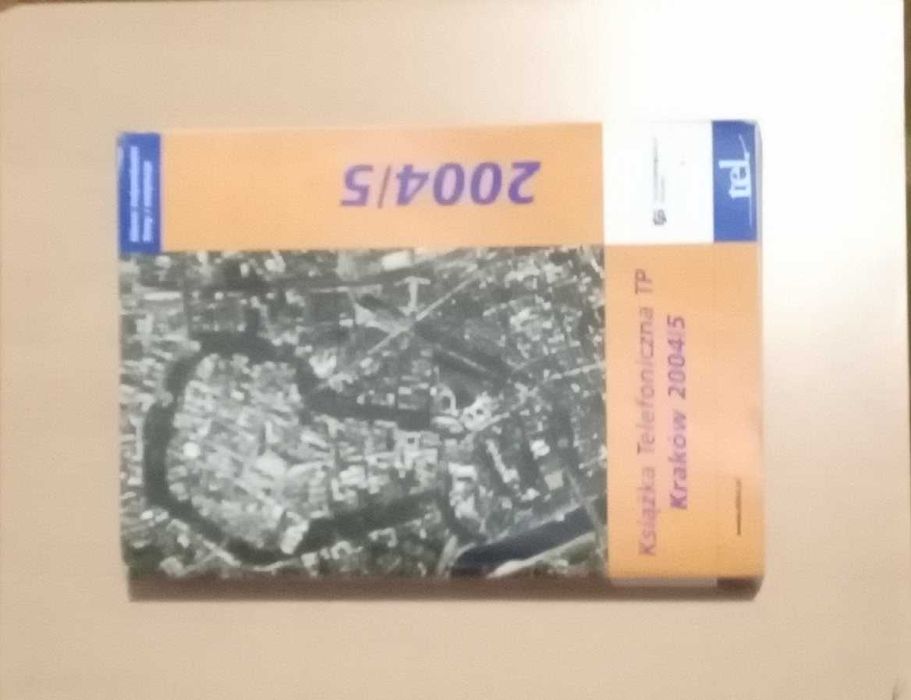 2004/5
Książka Telefoniczna TP
Kraków 2004/5
tel